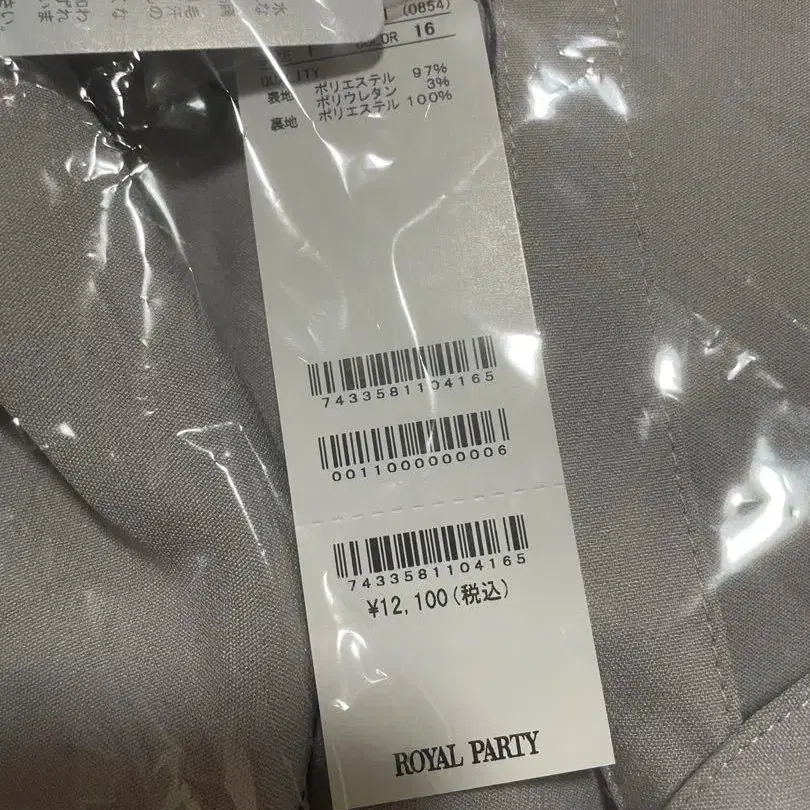 (0854)
COLOR 16
QUALITY
表地 ポリエステル 97%
ポリウレタン 3%
裏地 ポリエステル 100%
7433581104165
0011000000006
7433581104165
¥12,100(税込)
ROYAL PARTY